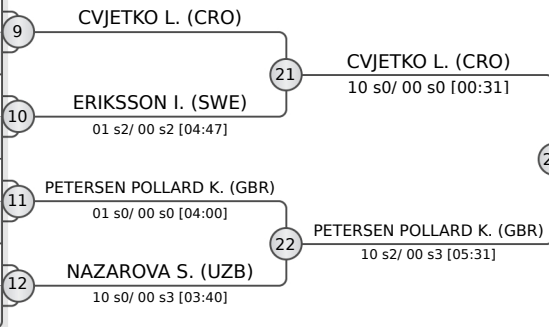 9
CVJETKO L. (CRO)
21
CVJETKO L. (CRO)
10 s0/ 00 s0 [00:31]
10
ERIKSSON I. (SWE)
01 s2/ 00 s2 [04:47]
11
PETERSEN POLLARD K. (GBR)
01 s0/ 00 s0 [04:00]
22
PETERSEN POLLARD K. (GBR)
10 s2/ 00 s3 [05:31]
12
NAZAROVA S. (UZB)
10 s0/ 00 s3 [03:40]